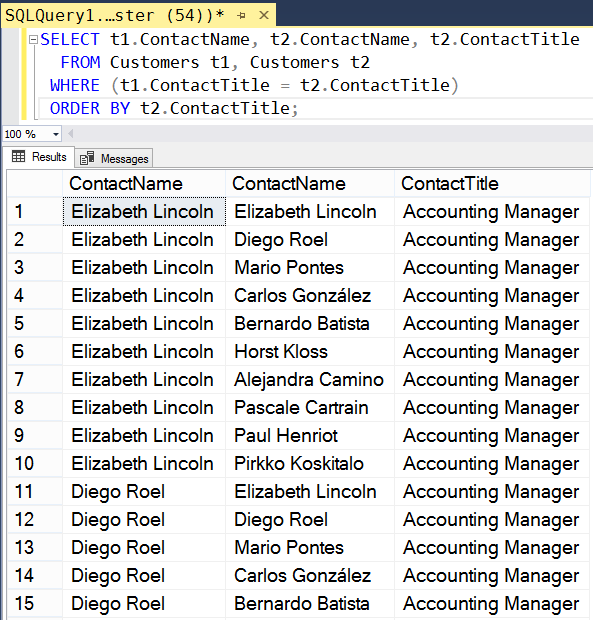 SQLQuery1....ster (54))*
SELECT t1.ContactName, t2.ContactName, t2.ContactTitle
FROM Customers t1, Customers t2
WHERE (t1.ContactTitle = t2.ContactTitle)
ORDER BY t2.ContactTitle;
100 %
Results Messages
ContactName ContactName ContactTitle
1 Elizabeth Lincoln Elizabeth Lincoln Accounting Manager
2 Elizabeth Lincoln Diego Roel Accounting Manager
3 Elizabeth Lincoln Mario Pontes Accounting Manager
4 Elizabeth Lincoln Carlos González Accounting Manager
5 Elizabeth Lincoln Bernardo Batista Accounting Manager
6 Elizabeth Lincoln Horst Kloss Accounting Manager
7 Elizabeth Lincoln Alejandra Camino Accounting Manager
8 Elizabeth Lincoln Pascale Cartrain Accounting Manager
9 Elizabeth Lincoln Paul Henriot Accounting Manager
10 Elizabeth Lincoln Pirkko Koskitalo Accounting Manager
11 Diego Roel Elizabeth Lincoln Accounting Manager
12 Diego Roel Diego Roel Accounting Manager
13 Diego Roel Mario Pontes Accounting Manager
14 Diego Roel Carlos González Accounting Manager
15 Diego Roel Bernardo Batista Accounting Manager